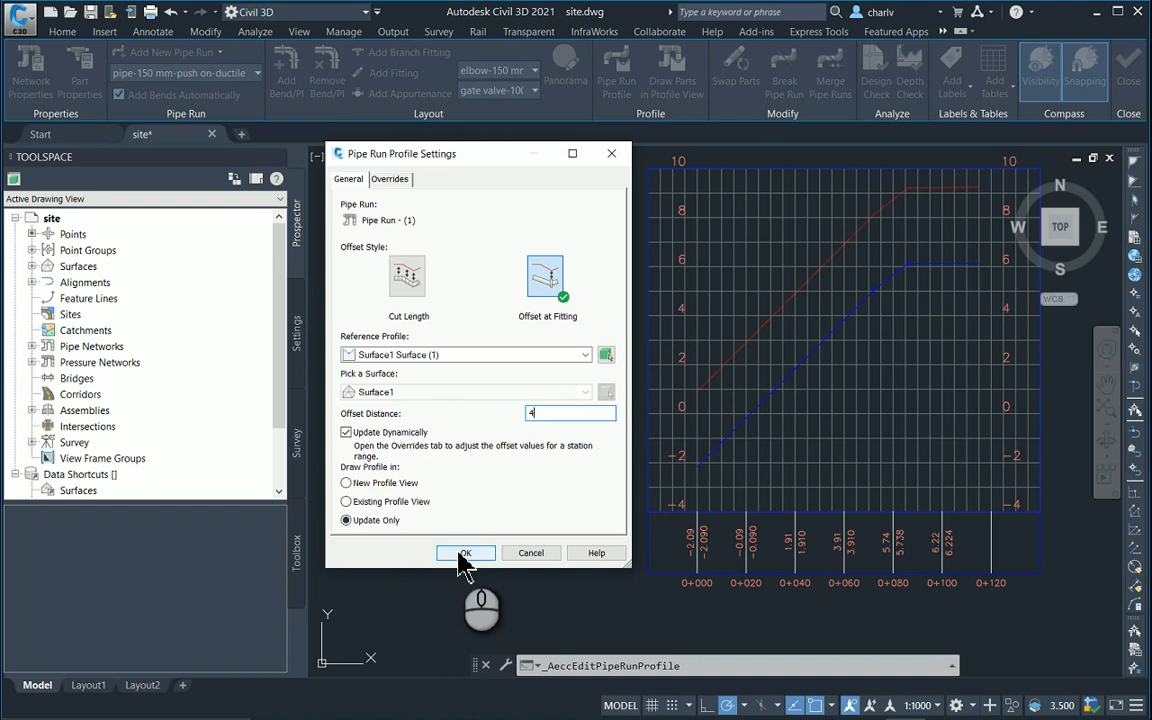 C3D
Civil 3D
Autodesk Civil 3D 2021 site.dwg
Type a keyword or phrase
charlv
Home Insert Annotate Modify Analyze View Manage Output Survey Rail Transparent InfraWorks Collaborate Help Add-ins Express Tools Featured Apps
Network Properties
Part Properties
Add New Pipe Run
pipe-150 mm-push on-ductile
Add Bends Automatically
Add Bend/PI
Remove Bend/PI
Add Branch Fitting
Add Fitting
Add Appurtenance
elbow-150 mr
gate valve-10(
Panorama
Pipe Run Profile
Draw Parts in Profile View
Swap Parts
Break Pipe Run
Merge Pipe Runs
Design Check
Depth Check
Add Labels
Add Tables
Visibility
Snapping
Close
Properties Pipe Run Layout Profile Modify Analyze Labels & Tables Compass Close
Start site*
TOOLSPACE
Active Drawing View
site
Points
Point Groups
Surfaces
Alignments
Feature Lines
Sites
Catchments
Pipe Networks
Pressure Networks
Bridges
Corridors
Assemblies
Intersections
Survey
View Frame Groups
Data Shortcuts []
Surfaces
Prospector
Settings
Survey
Toolbox
[−]
Pipe Run Profile Settings
General Overrides
Pipe Run:
Pipe Run - (1)
Offset Style:
Cut Length Offset at Fitting
Reference Profile:
Surface1 Surface (1)
Pick a Surface:
Surface1
Offset Distance:
4
Update Dynamically
Open the Overrides tab to adjust the offset values for a station
range.
Draw Profile in:
New Profile View
Existing Profile View
Update Only
OK Cancel Help
10 10
8 8
6 6
4 4
2 2
0 0
−2 −2
−4 −4
-2.09
-2.090
-0.09
-0.090
1.91
1.910
3.91
3.910
5.74
5.738
6.22
6.224
0+000 0+020 0+040 0+060 0+080 0+100 0+120
N
W TOP E
S
WCS
Y
X
_AeccEditPipeRunProfile
Model Layout1 Layout2
MODEL
1:1000
3.500